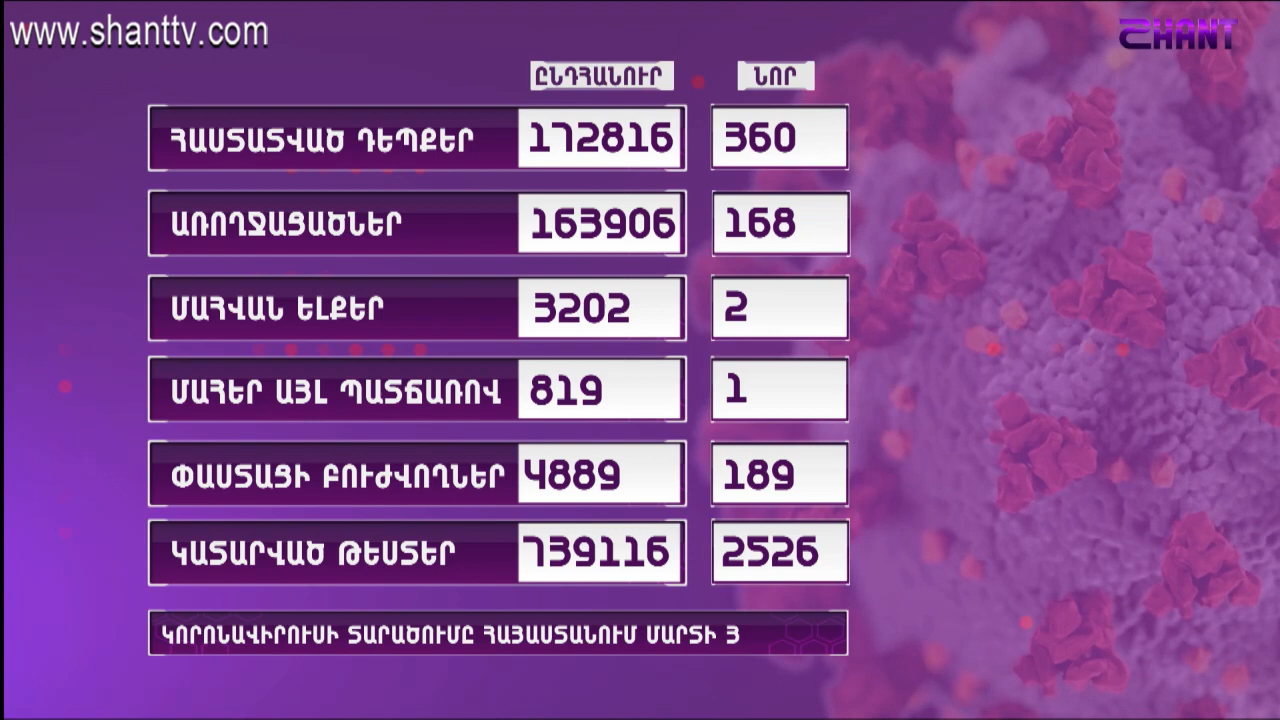 www.shanttv.com
SHANT
ԸՆԴՀԱՆՈՒՐ ՆՈՐ
ՀԱՍՏԱՏՎԱԾ ԴԵՊՔԵՐ 172816 360
ԱՌՈՂՋԱՑԱԾՆԵՐ 163906 168
ՄԱՀՎԱՆ ԵԼՔԵՐ 3202 2
ՄԱՀԵՐ ԱՅԼ ՊԱՏՃԱՌՈՎ 819 1
ՓԱՍՏԱՑԻ ԲՈՒԺՎՈՂՆԵՐ 4889 189
ԿԱՏԱՐՎԱԾ ԹԵՍՏԵՐ 739116 2526
ԿՈՐՈՆԱՎԻՐՈՒՍԻ ՏԱՐԱԾՈՒՄԸ ՀԱՅԱՍՏԱՆՈՒՄ ՄԱՐՏԻ 3